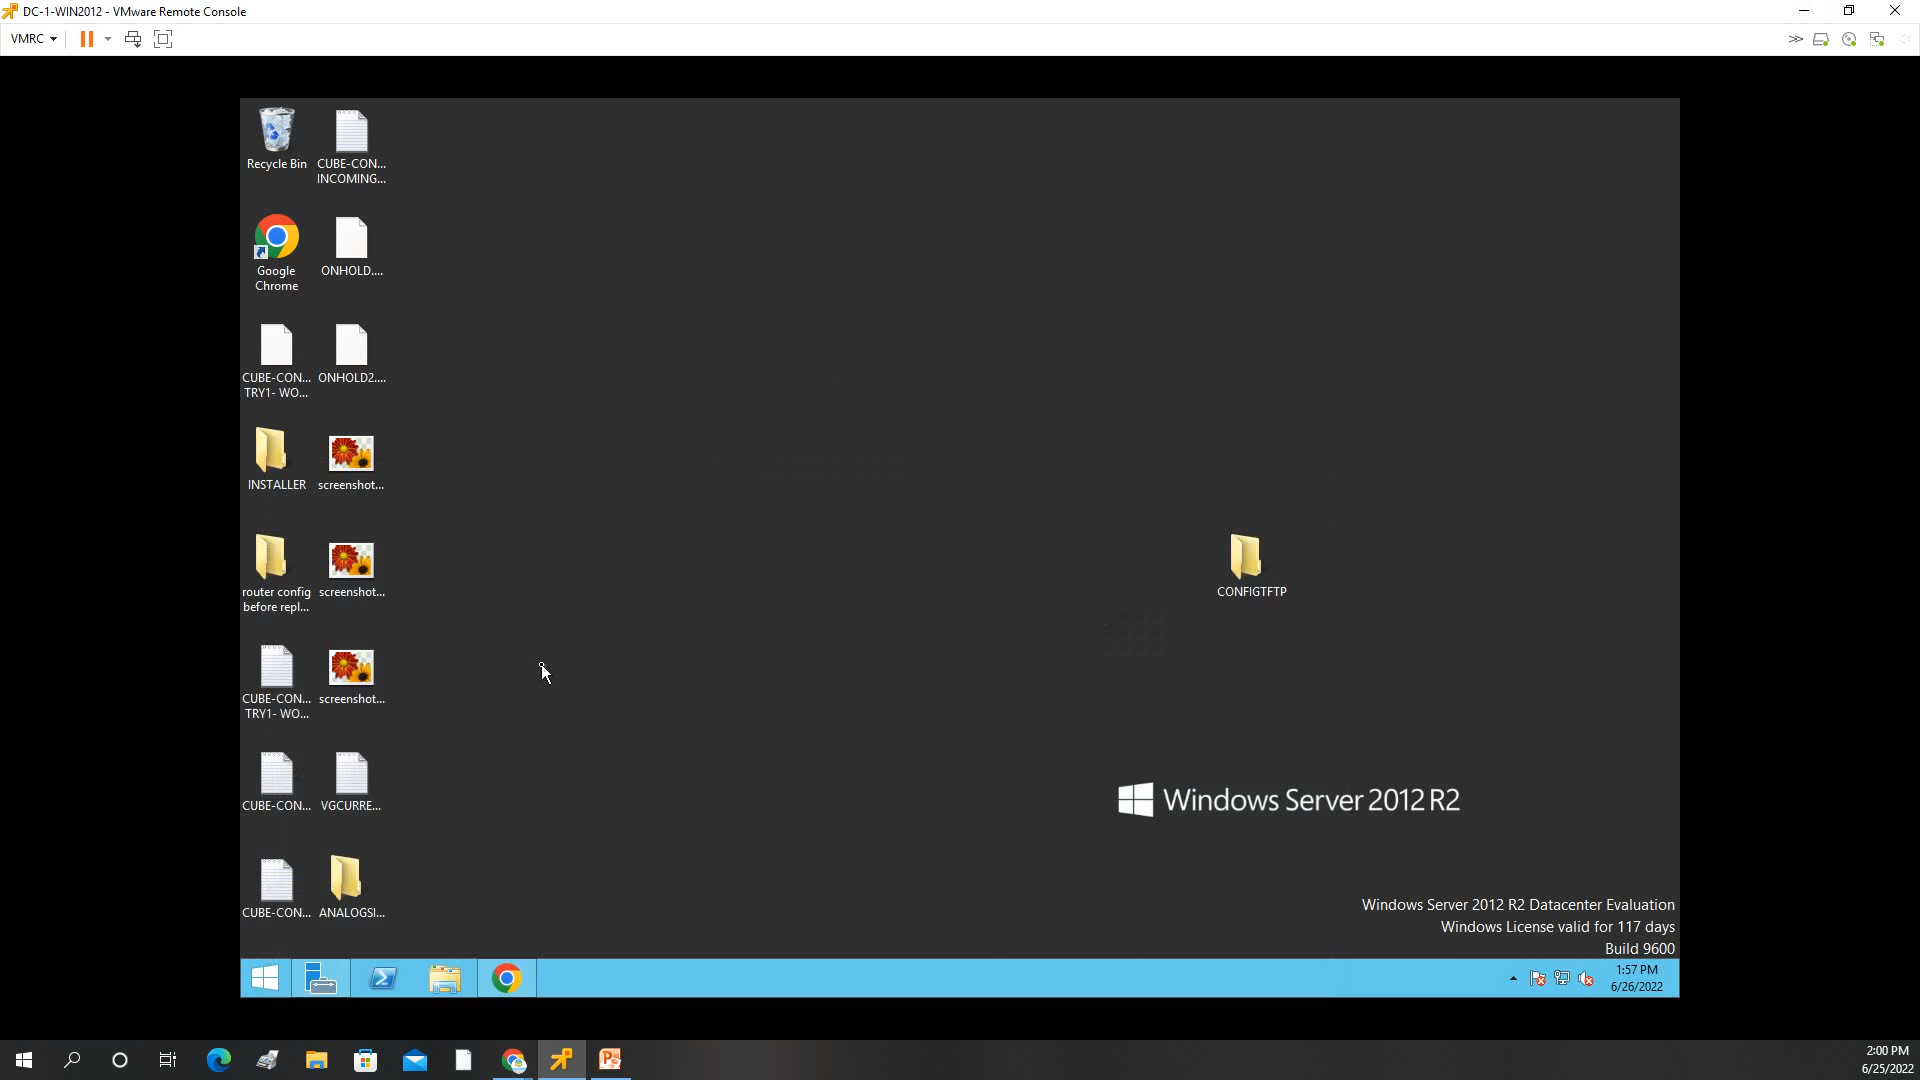 DC-1-WIN2012 - VMware Remote Console
VMRC
Recycle Bin
CUBE-CON...
INCOMING...
Google
Chrome
ONHOLD....
CUBE-CON...
TRY1- WO...
ONHOLD2....
INSTALLER
screenshot...
router config
before repl...
screenshot...
CONFIGTFTP
CUBE-CON...
TRY1- WO...
screenshot...
CUBE-CON...
VGCURRE...
CUBE-CON...
ANALOGSI...
Windows Server 2012 R2
Windows Server 2012 R2 Datacenter Evaluation
Windows License valid for 117 days
Build 9600
1:57 PM
6/26/2022
2:00 PM
6/25/2022